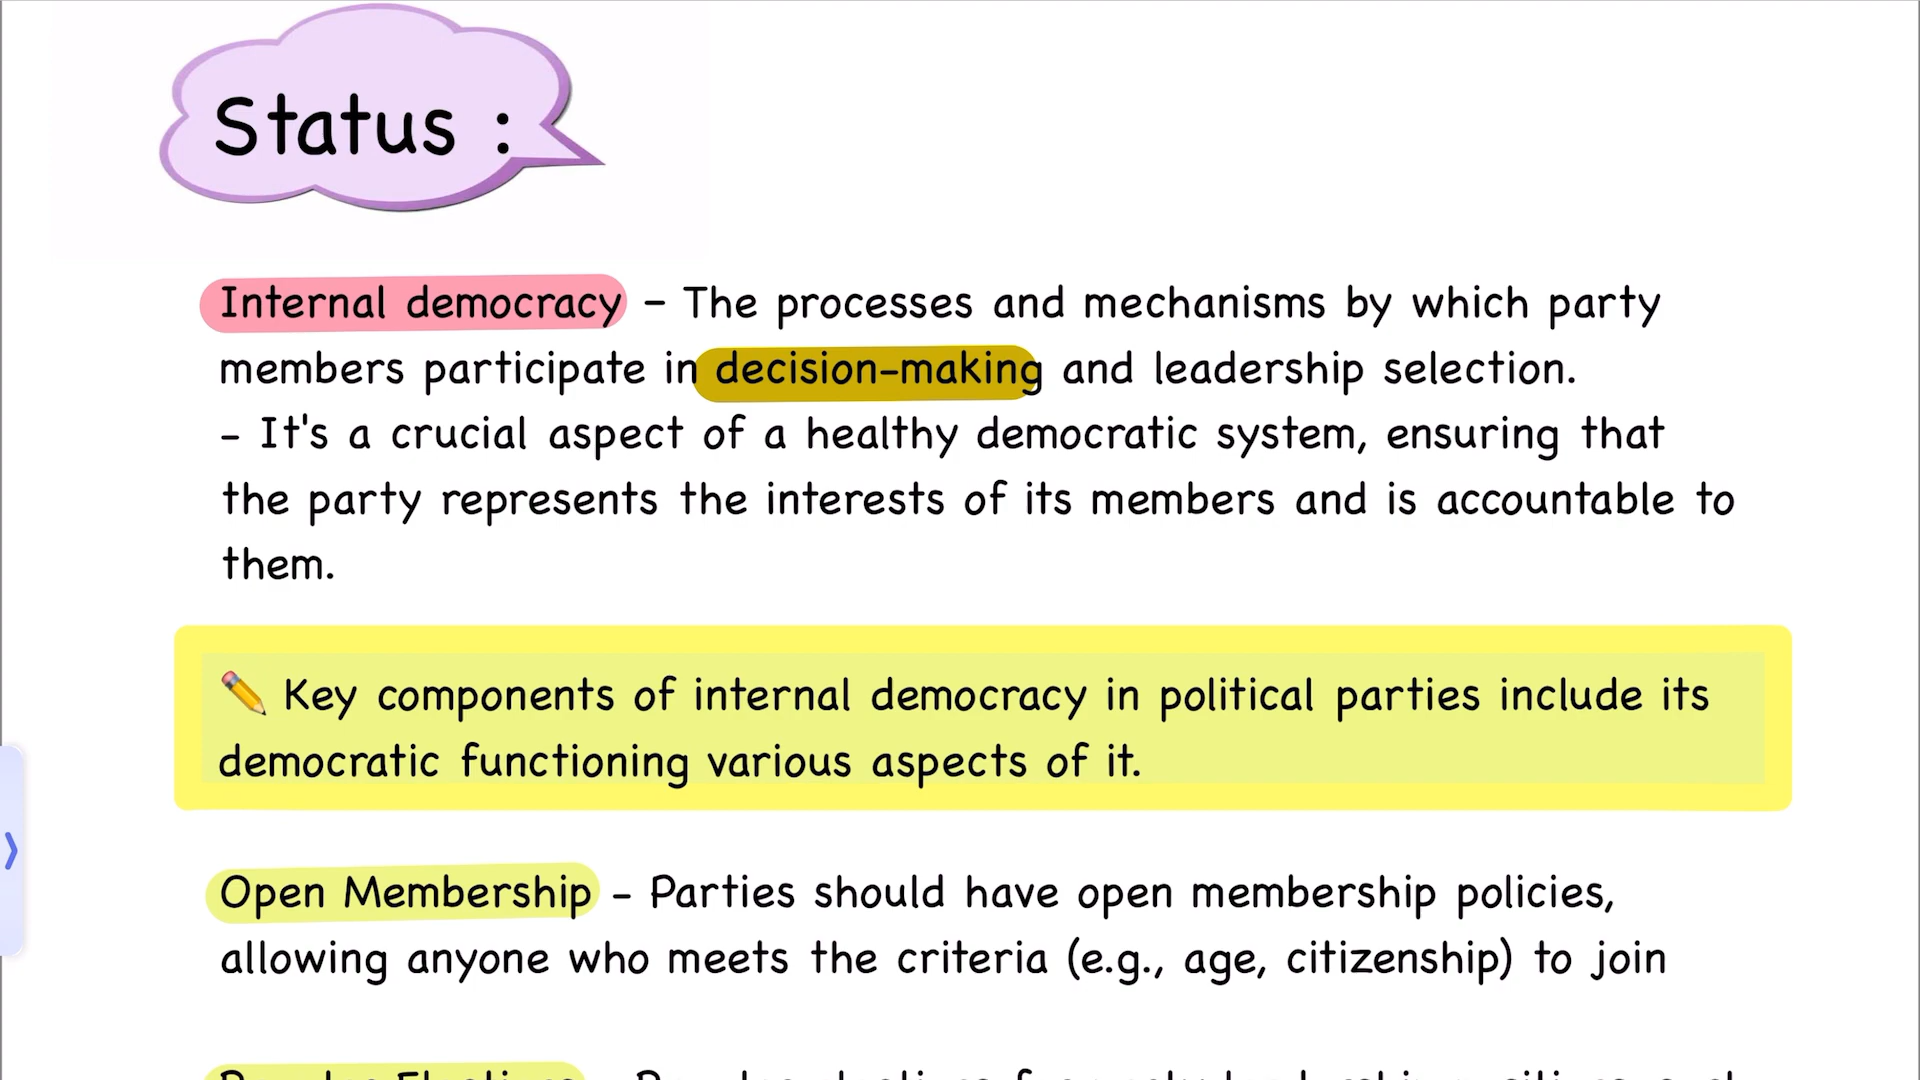 Status :
Internal democracy – The processes and mechanisms by which party
members participate in decision-making and leadership selection.
- It's a crucial aspect of a healthy democratic system, ensuring that
the party represents the interests of its members and is accountable to
them.
✏️ Key components of internal democracy in political parties include its
democratic functioning various aspects of it.
Open Membership - Parties should have open membership policies,
allowing anyone who meets the criteria (e.g., age, citizenship) to join